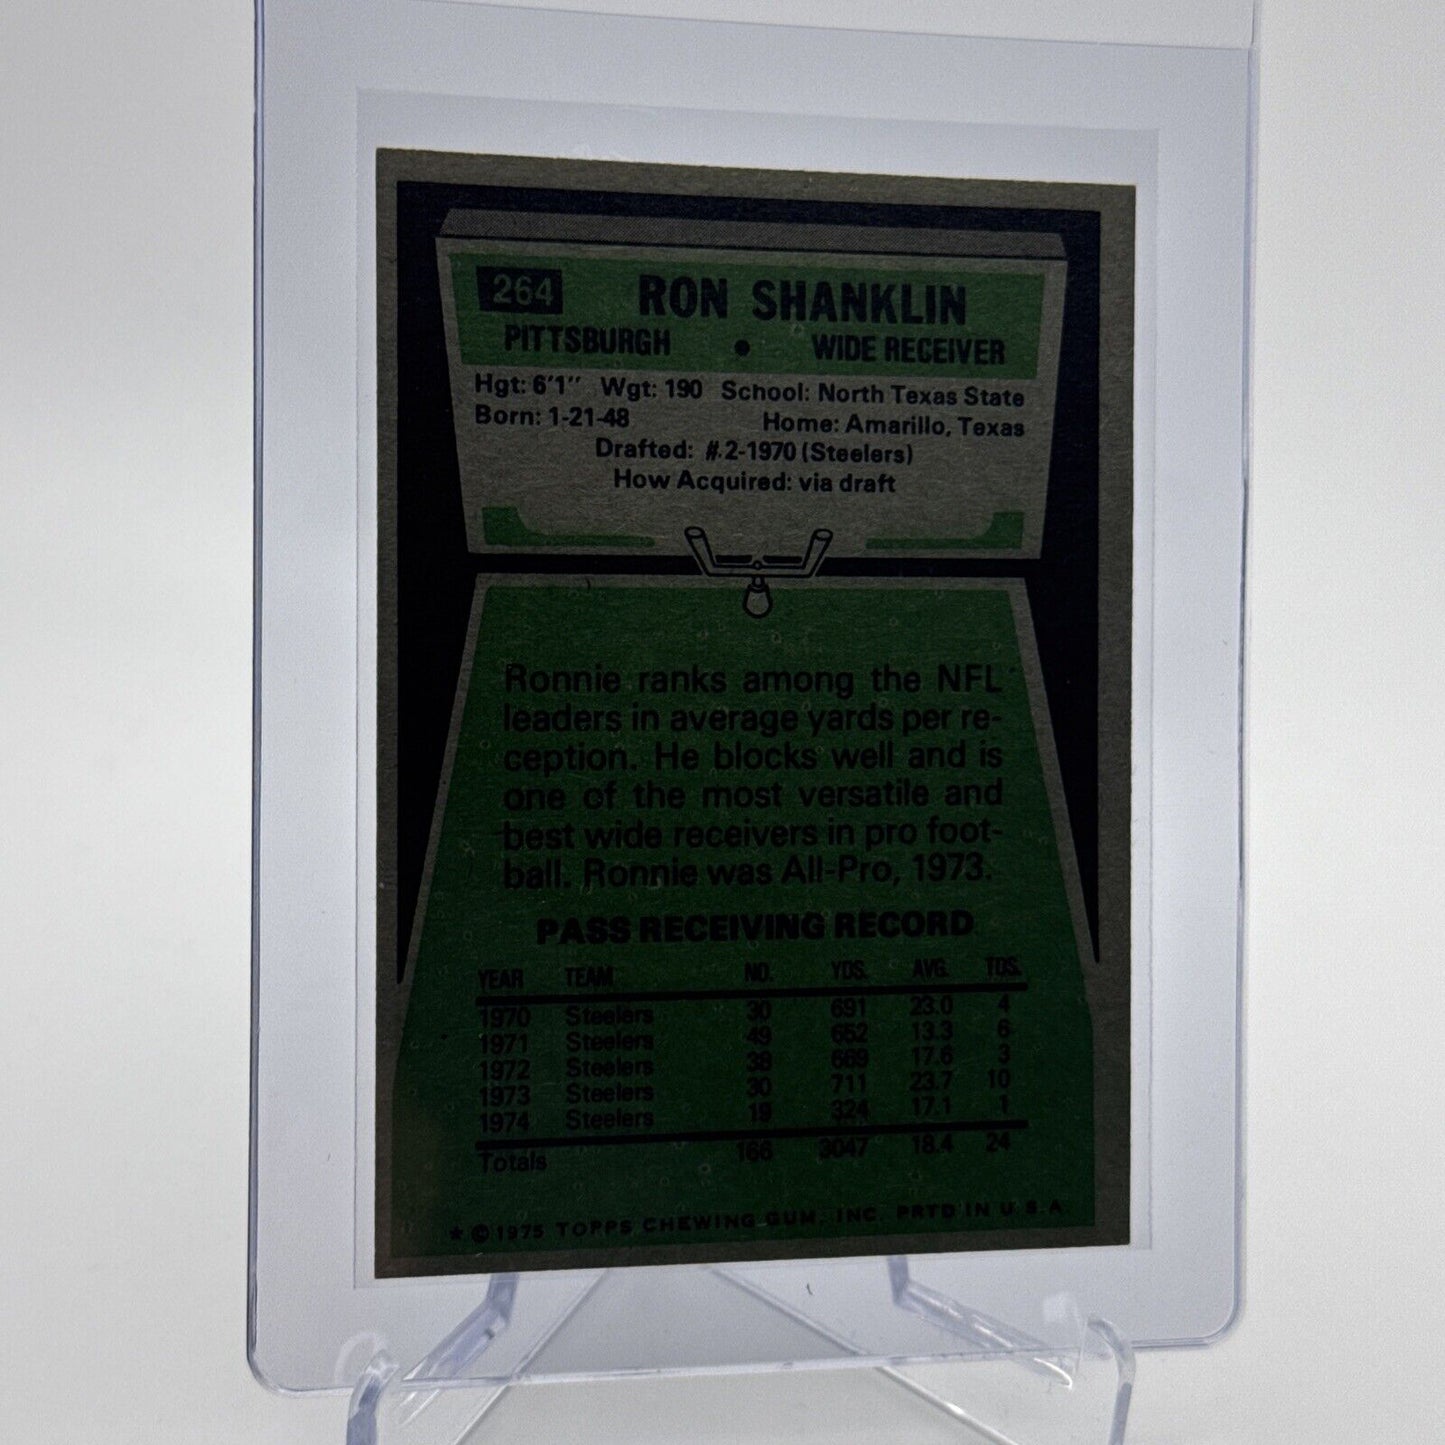 264 RON SHANKLIN
PITTSBURGH • WIDE RECEIVER
Hgt: 6'1" Wgt: 190 School: North Texas State
Born: 1-21-48 Home: Amarillo, Texas
Drafted: #2-1970 (Steelers)
How Acquired: via draft
Ronnie ranks among the NFL
leaders in average yards per re-
ception. He blocks well and is
one of the most versatile and
best wide receivers in pro foot-
ball. Ronnie was All-Pro, 1973.
PASS RECEIVING RECORD
YEAR TEAM NO. YDS. AVG. TDS.
1970 Steelers 30 691 23.0 4
1971 Steelers 49 652 13.3 6
1972 Steelers 38 669 17.6 3
1973 Steelers 30 711 23.7 10
1974 Steelers 19 324 17.1 1
Totals 166 3047 18.4 24
* © 1975 TOPPS CHEWING GUM, INC. PRTD IN U.S.A.